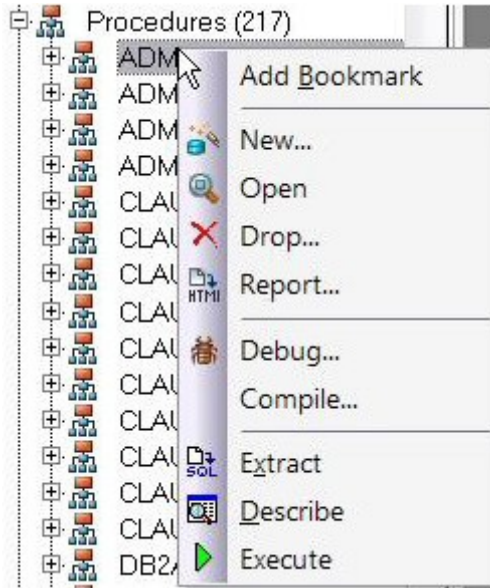 Procedures (217)
ADM
ADM
ADM
ADM
CLAU
CLAU
CLAU
CLAU
CLAU
CLAU
CLAU
CLAU
CLAU
CLAU
DB2A
Add Bookmark
New...
Open
Drop...
HTML
Report...
Debug...
Compile...
SQL
Extract
Describe
Execute